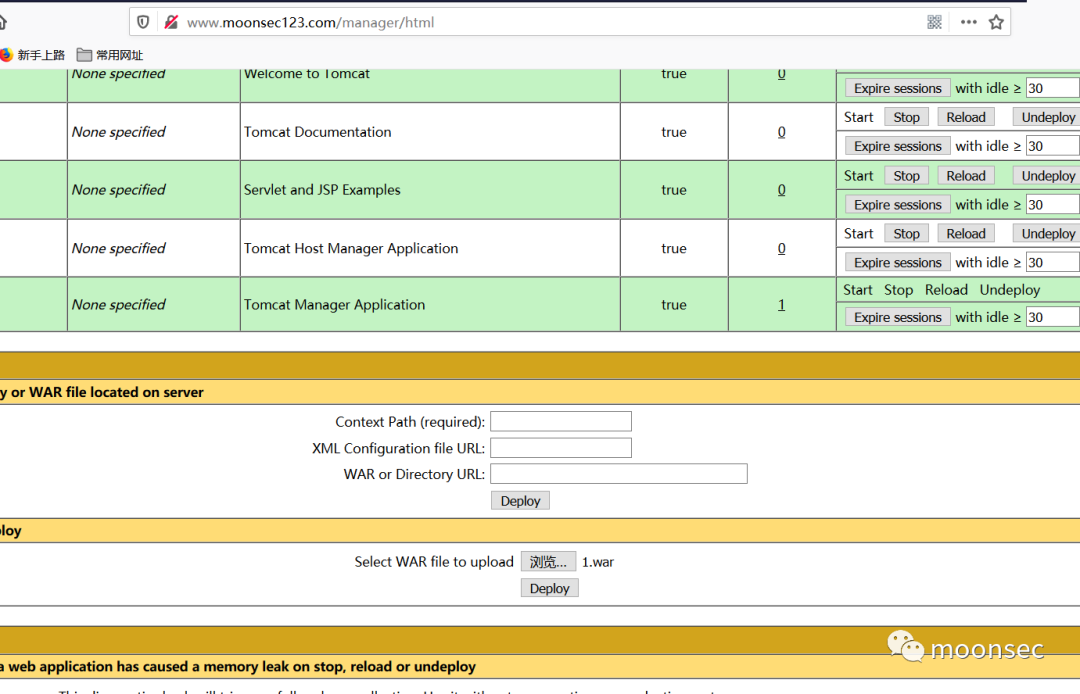 www.moonsec123.com/manager/html
新手上路 常用网址
None specified Welcome to Tomcat true 0
Expire sessions with idle ≥ 30
None specified Tomcat Documentation true 0 Start Stop Reload Undeploy
Expire sessions with idle ≥ 30
None specified Servlet and JSP Examples true 0 Start Stop Reload Undeploy
Expire sessions with idle ≥ 30
None specified Tomcat Host Manager Application true 0 Start Stop Reload Undeploy
Expire sessions with idle ≥ 30
None specified Tomcat Manager Application true 1 Start Stop Reload Undeploy
Expire sessions with idle ≥ 30
y or WAR file located on server
Context Path (required):
XML Configuration file URL:
WAR or Directory URL:
Deploy
loy
Select WAR file to upload 浏览... 1.war
Deploy
moonsec
a web application has caused a memory leak on stop, reload or undeploy